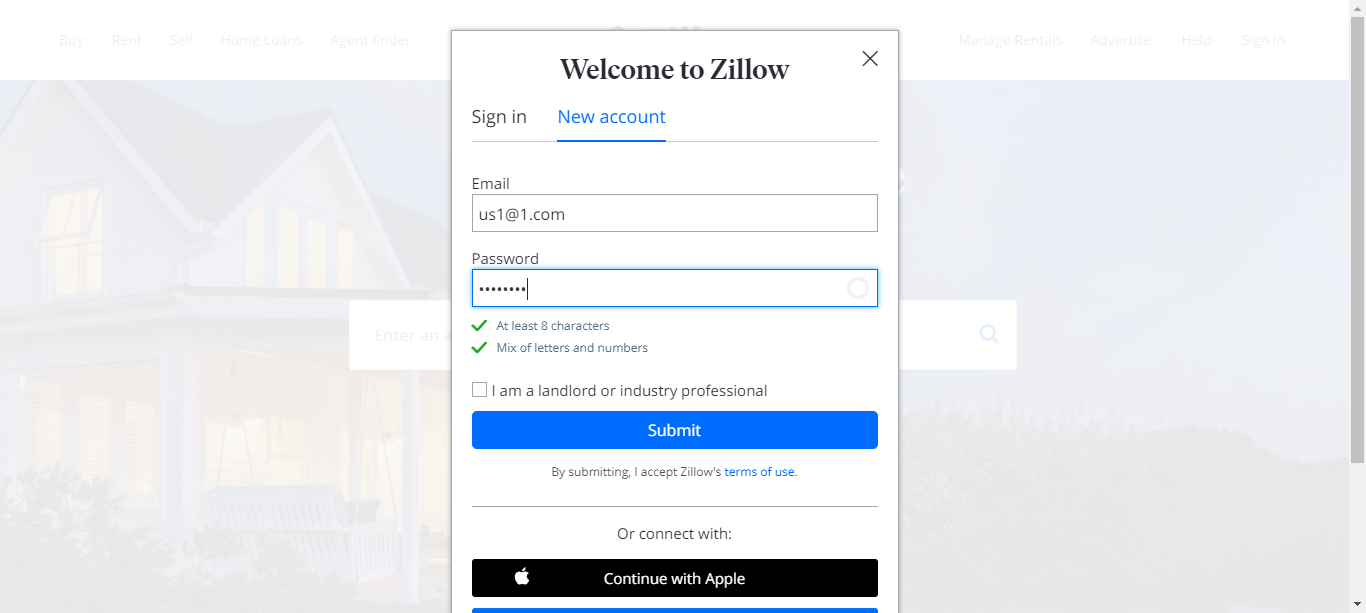 Buy Rent Sell Home Loans Agent finder Manage Rentals Advertise Help Sign in
Welcome to Zillow
Sign in New account
Email
us1@1.com
Password
••••••••
At least 8 characters
Mix of letters and numbers
Enter an a
I am a landlord or industry professional
Submit
By submitting, I accept Zillow's terms of use.
Or connect with:
Continue with Apple